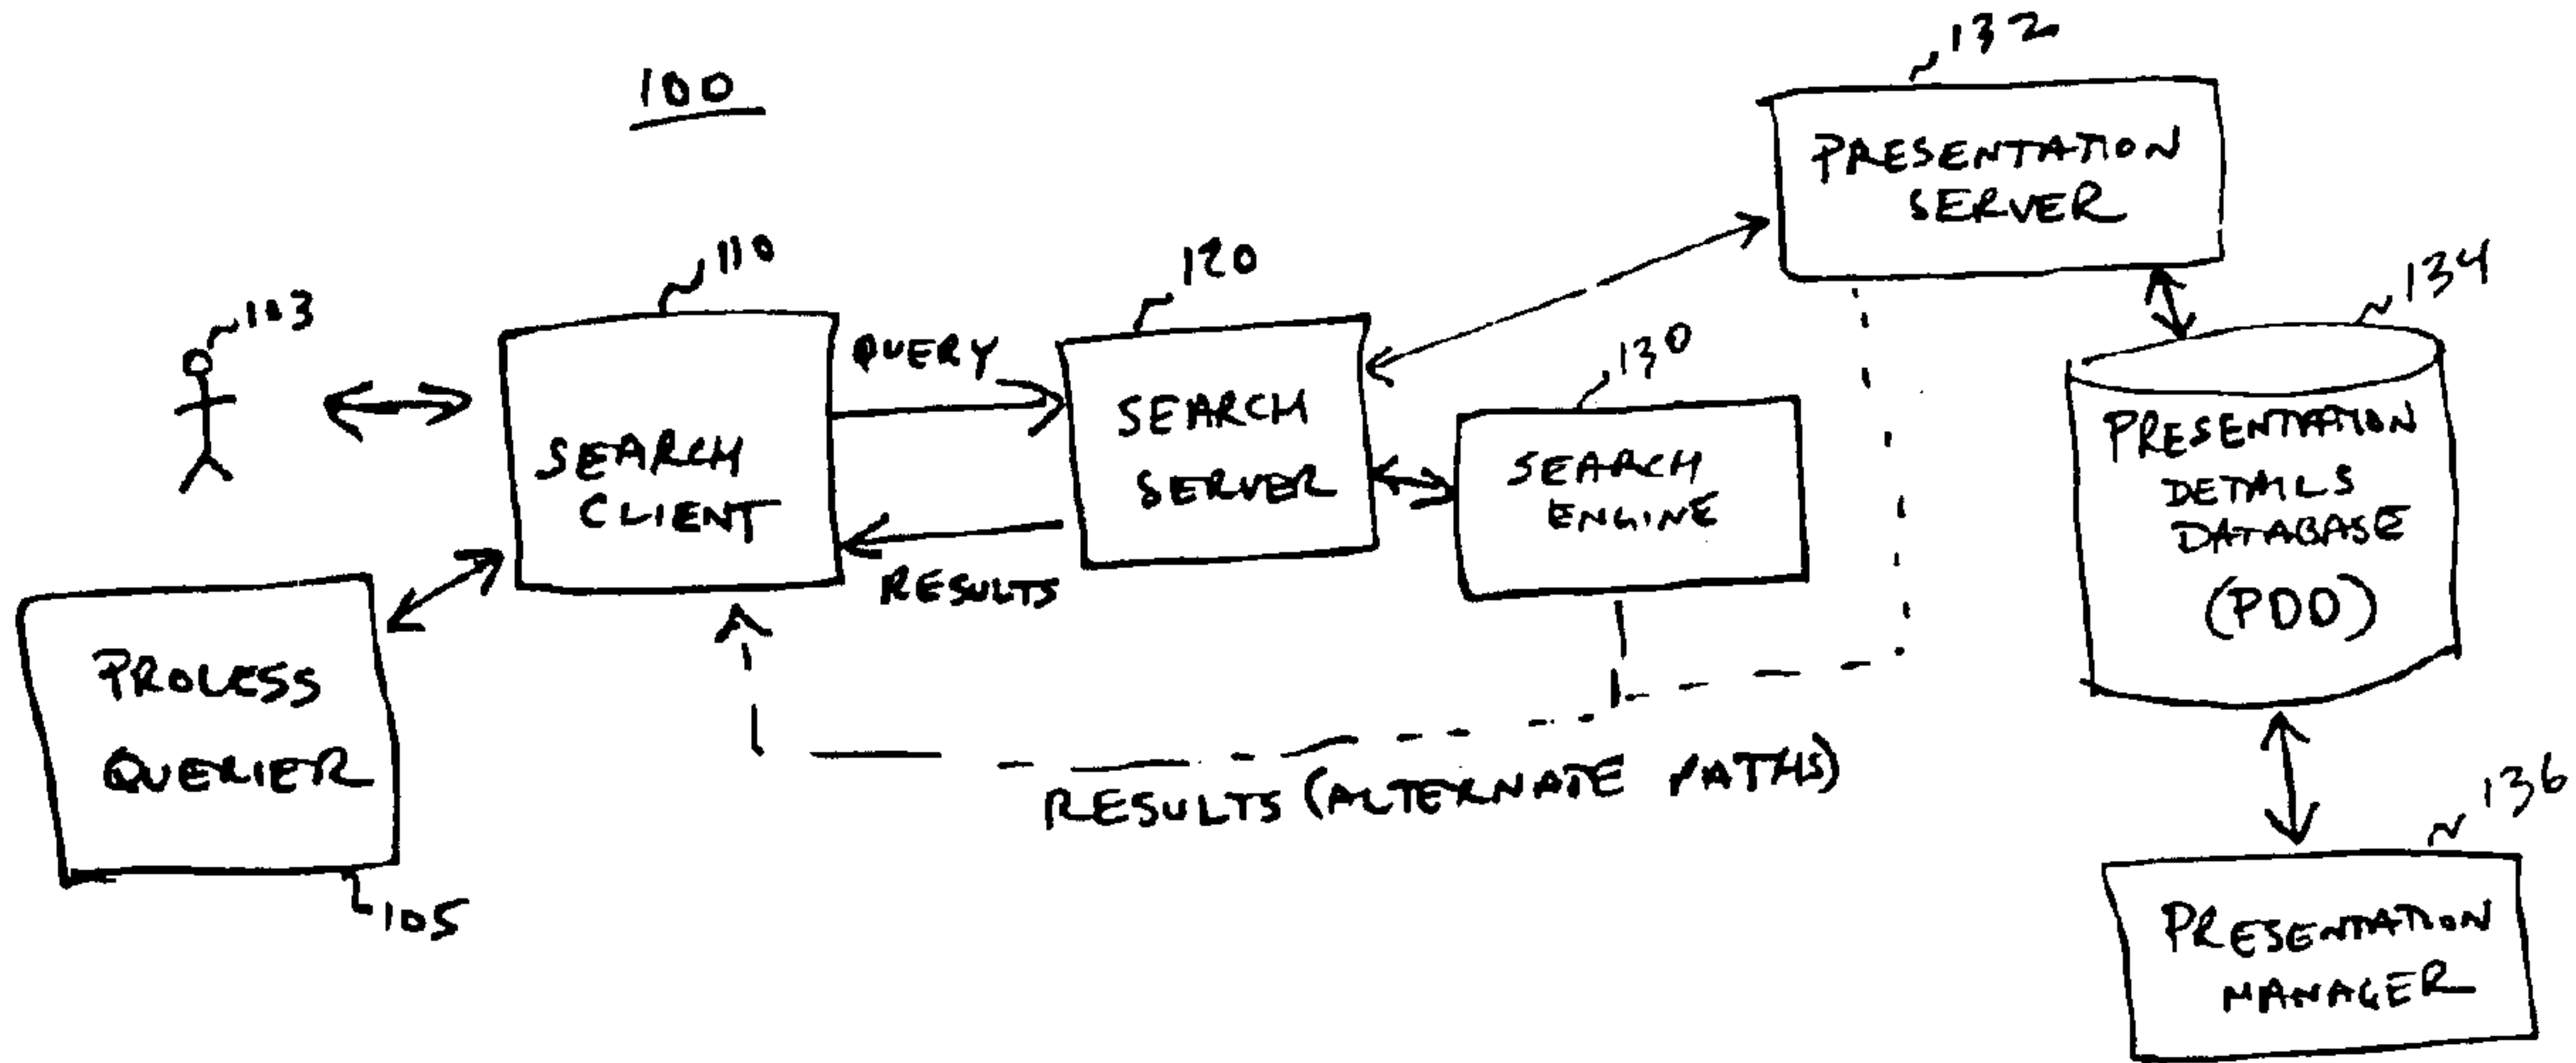 100
132
PRESENTATION
SERVER
110
120
134
103
130
QUERY
SEARCH
CLIENT
SEARCH
SERVER
SEARCH
ENGINE
PRESENTATION
DETAILS
DATABASE
(PDD)
RESULTS
PROCESS
QUERIER
RESULTS (ALTERNATE PATHS)
105
136
PRESENTATION
MANAGER